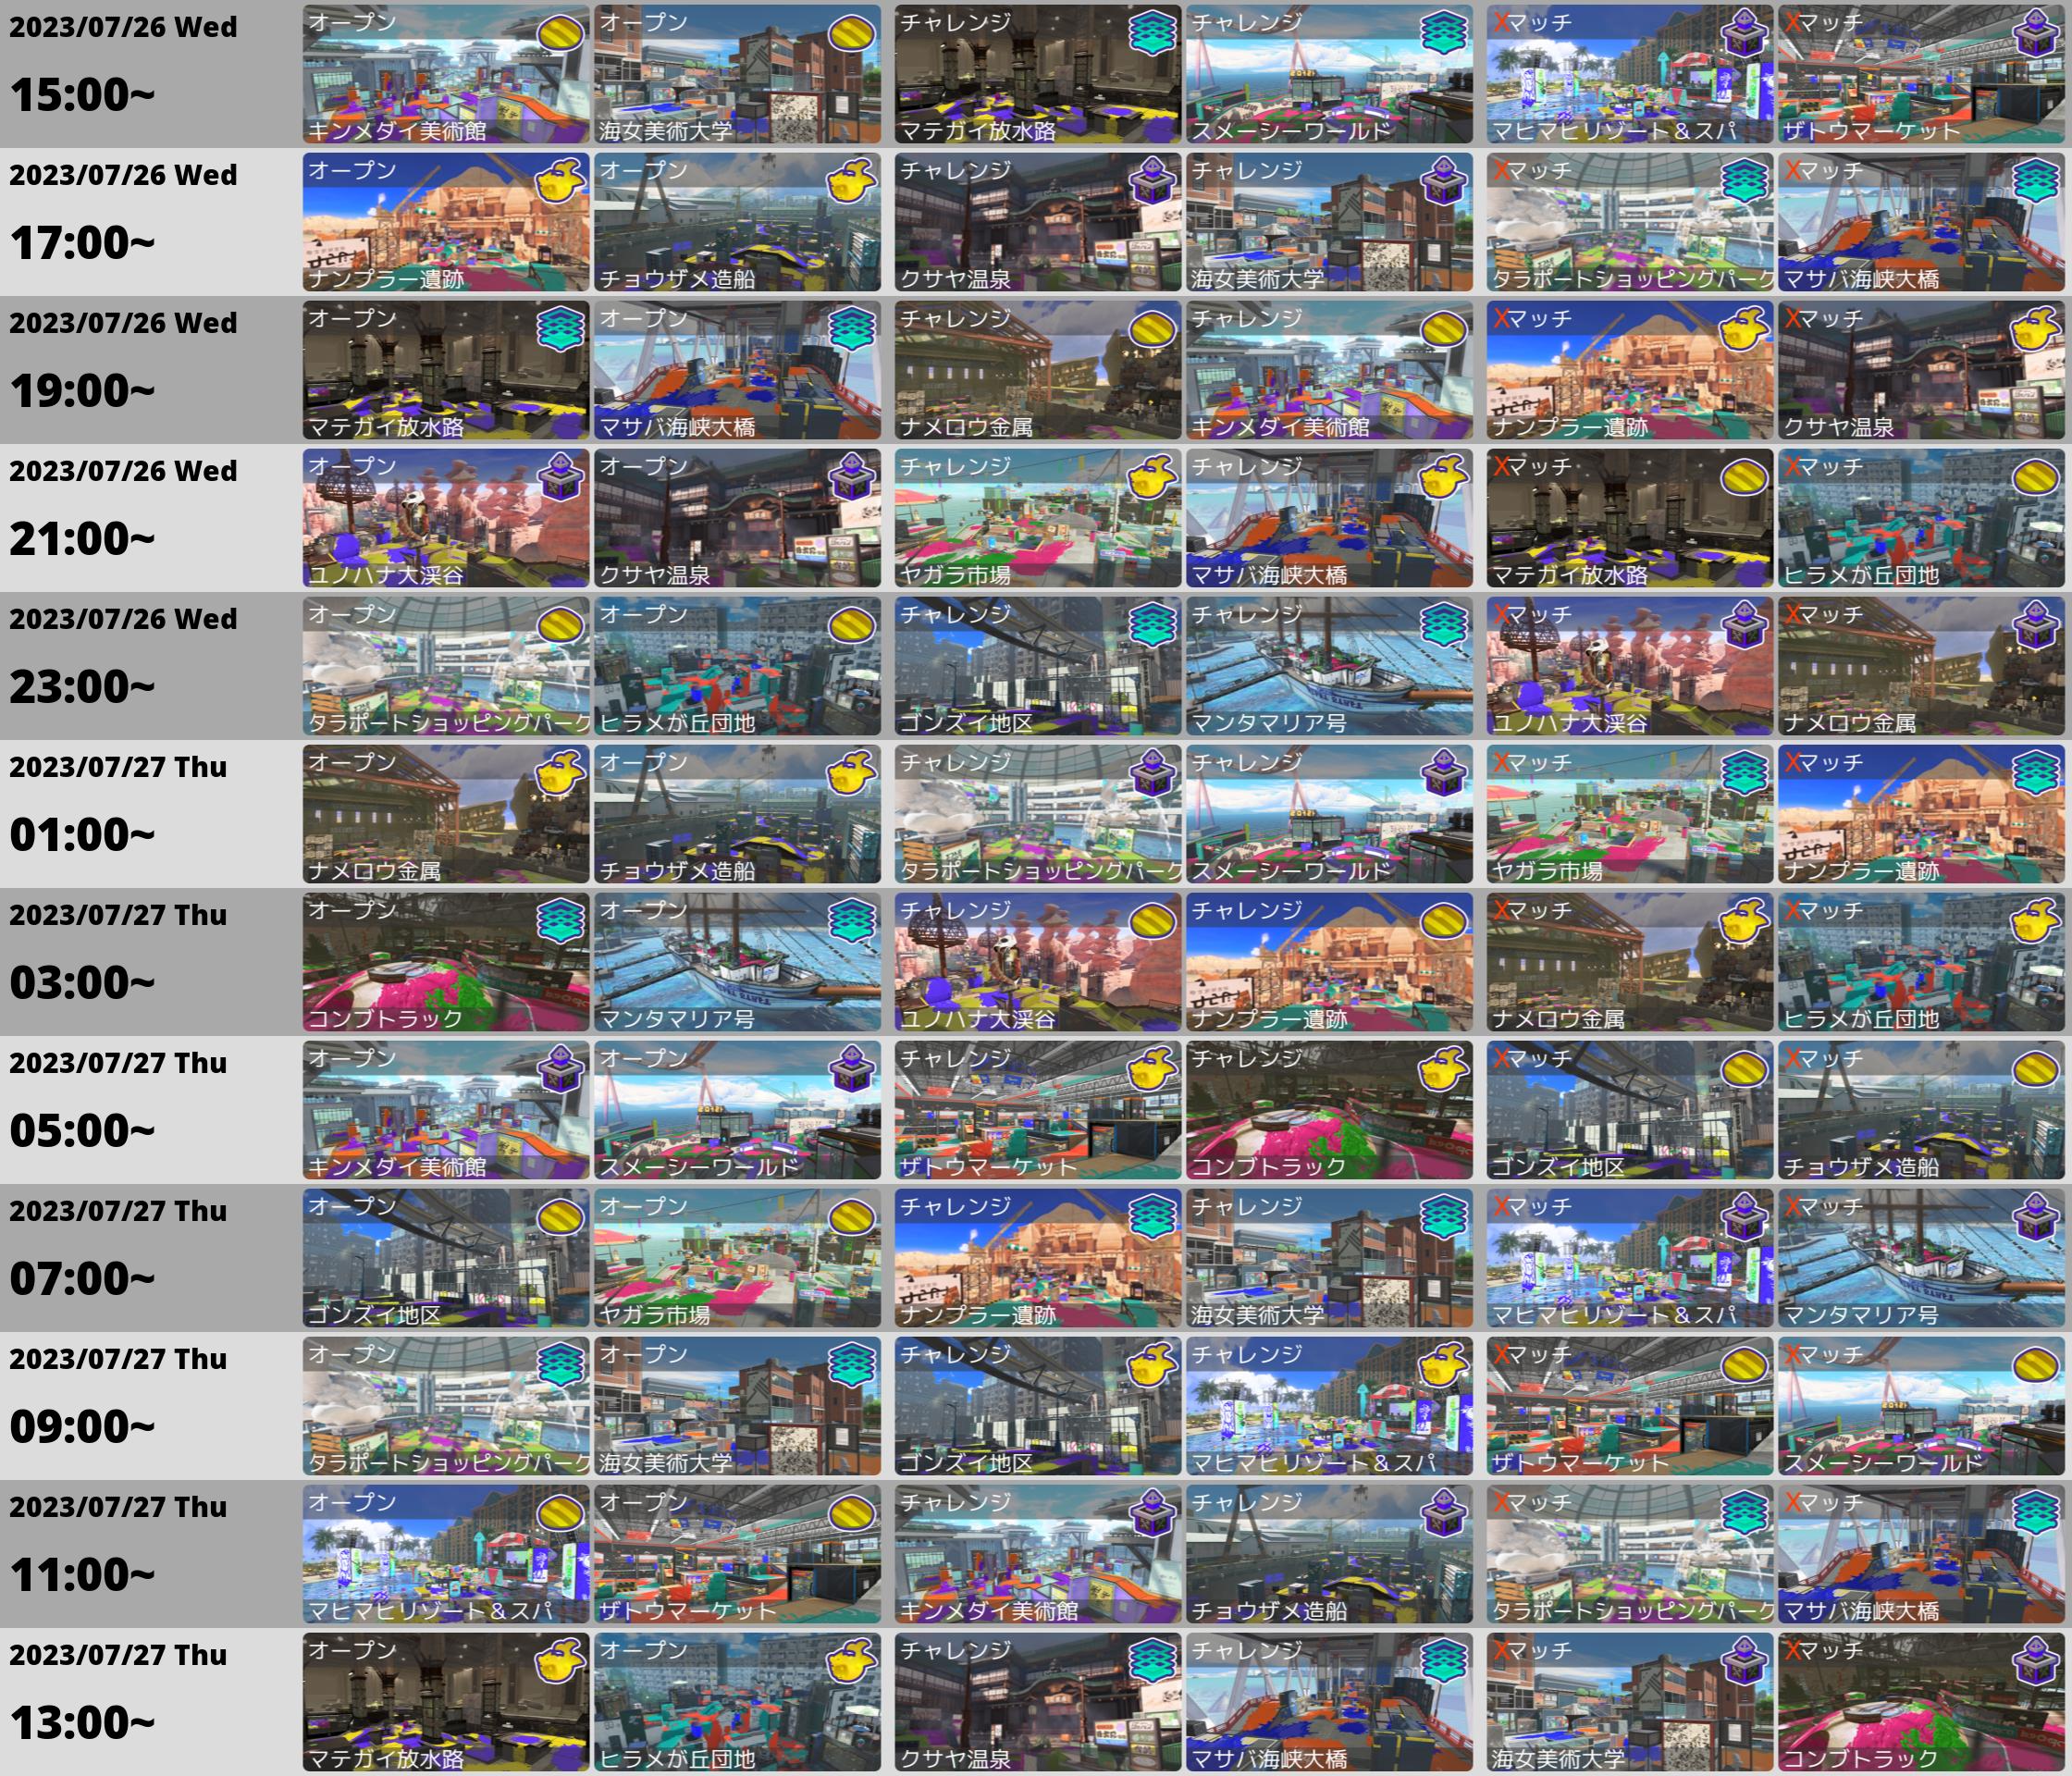 2023/07/26 Wed
15:00~
オープン オープン チャレンジ チャレンジ Xマッチ Xマッチ
キンメダイ美術館 海女美術大学 マテガイ放水路 スメーシーワールド マヒマヒリゾート＆スパ ザトウマーケット
2023/07/26 Wed
17:00~
オープン オープン チャレンジ チャレンジ Xマッチ Xマッチ
ナンプラー遺跡 チョウザメ造船 クサヤ温泉 海女美術大学 タラポートショッピングパーク マサバ海峡大橋
2023/07/26 Wed
19:00~
オープン オープン チャレンジ チャレンジ Xマッチ Xマッチ
マテガイ放水路 マサバ海峡大橋 ナメロウ金属 キンメダイ美術館 ナンプラー遺跡 クサヤ温泉
2023/07/26 Wed
21:00~
オープン オープン チャレンジ チャレンジ Xマッチ Xマッチ
ユノハナ大渓谷 クサヤ温泉 ヤガラ市場 マサバ海峡大橋 マテガイ放水路 ヒラメが丘団地
2023/07/26 Wed
23:00~
オープン オープン チャレンジ チャレンジ Xマッチ Xマッチ
タラポートショッピングパーク ヒラメが丘団地 ゴンズイ地区 マンタマリア号 ユノハナ大渓谷 ナメロウ金属
2023/07/27 Thu
01:00~
オープン オープン チャレンジ チャレンジ Xマッチ Xマッチ
ナメロウ金属 チョウザメ造船 タラポートショッピングパーク スメーシーワールド ヤガラ市場 ナンプラー遺跡
2023/07/27 Thu
03:00~
オープン オープン チャレンジ チャレンジ Xマッチ Xマッチ
コンブトラック マンタマリア号 ユノハナ大渓谷 ナンプラー遺跡 ナメロウ金属 ヒラメが丘団地
2023/07/27 Thu
05:00~
オープン オープン チャレンジ チャレンジ Xマッチ Xマッチ
キンメダイ美術館 スメーシーワールド ザトウマーケット コンブトラック ゴンズイ地区 チョウザメ造船
2023/07/27 Thu
07:00~
オープン オープン チャレンジ チャレンジ Xマッチ Xマッチ
ゴンズイ地区 ヤガラ市場 ナンプラー遺跡 海女美術大学 マヒマヒリゾート＆スパ マンタマリア号
2023/07/27 Thu
09:00~
オープン オープン チャレンジ チャレンジ Xマッチ Xマッチ
タラポートショッピングパーク 海女美術大学 ゴンズイ地区 マヒマヒリゾート＆スパ ザトウマーケット スメーシーワールド
2023/07/27 Thu
11:00~
オープン オープン チャレンジ チャレンジ Xマッチ Xマッチ
マヒマヒリゾート＆スパ ザトウマーケット キンメダイ美術館 チョウザメ造船 タラポートショッピングパーク マサバ海峡大橋
2023/07/27 Thu
13:00~
オープン オープン チャレンジ チャレンジ Xマッチ Xマッチ
マテガイ放水路 ヒラメが丘団地 クサヤ温泉 マサバ海峡大橋 海女美術大学 コンブトラック